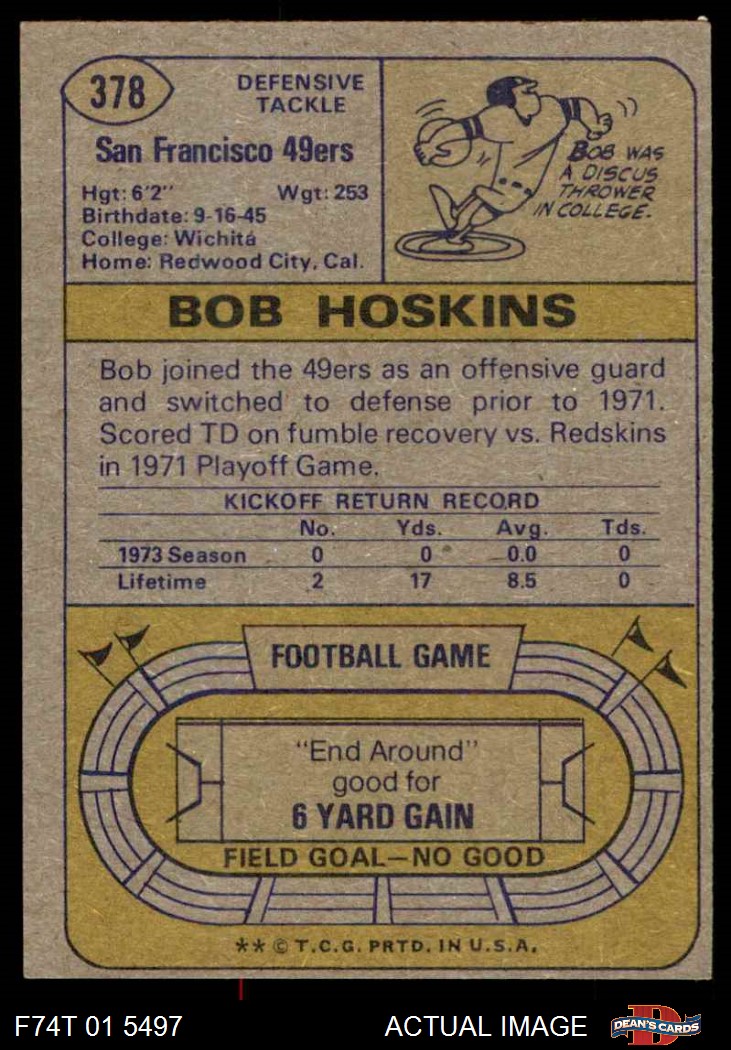 378
DEFENSIVE
TACKLE
San Francisco 49ers
Hgt: 6'2" Wgt: 253
Birthdate: 9-16-45
College: Wichita
Home: Redwood City, Cal.
BOB WAS
A DISCUS
THROWER
IN COLLEGE.
BOB HOSKINS
Bob joined the 49ers as an offensive guard
and switched to defense prior to 1971.
Scored TD on fumble recovery vs. Redskins
in 1971 Playoff Game.
KICKOFF RETURN RECORD
No. Yds. Avg. Tds.
1973 Season 0 0 0.0 0
Lifetime 2 17 8.5 0
FOOTBALL GAME
"End Around"
good for
6 YARD GAIN
FIELD GOAL—NO GOOD
** © T.C.G. PRTD. IN U.S.A.
F74T 01 5497 ACTUAL IMAGE
D
DEAN'S CARDS